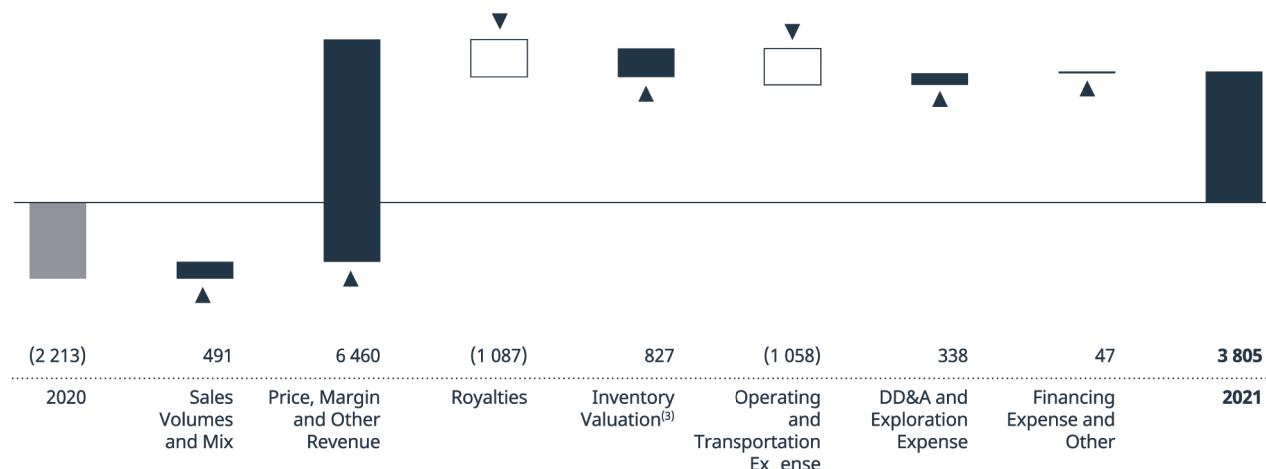 (2 213) 491 6 460 (1 087) 827 (1 058) 338 47 3 805
2020 Sales Price, Margin Royalties Inventory Operating DD&A and Financing 2021
Volumes and Other Valuation(3) and Exploration Expense and
and Mix Revenue Transportation Expense Other